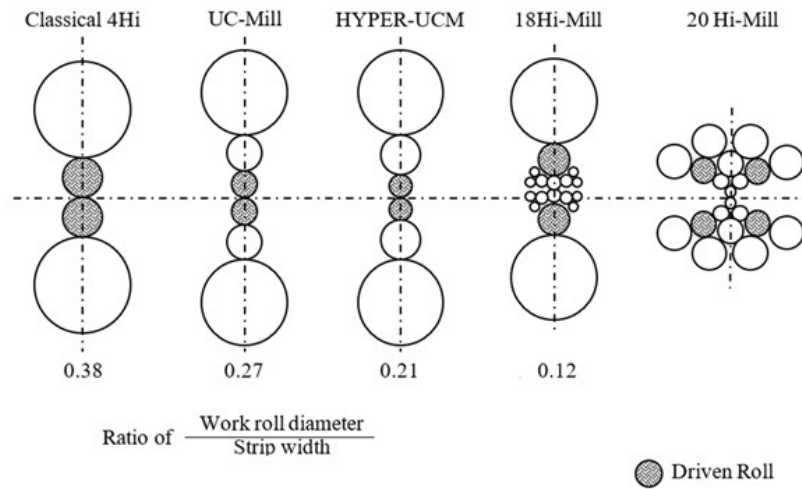 Classical 4Hi UC-Mill HYPER-UCM 18Hi-Mill 20 Hi-Mill
0.38 0.27 0.21 0.12
Ratio of Work roll diameter
Strip width
Driven Roll